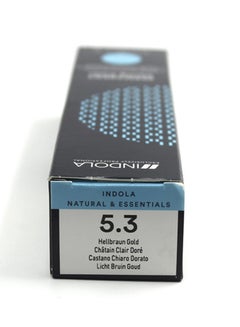 INDOLA
INDOLA
NATURAL & ESSENTIALS
5.3
Hellbraun Gold
Châtain Clair Doré
Castano Chiaro Dorato
Licht Bruin Goud